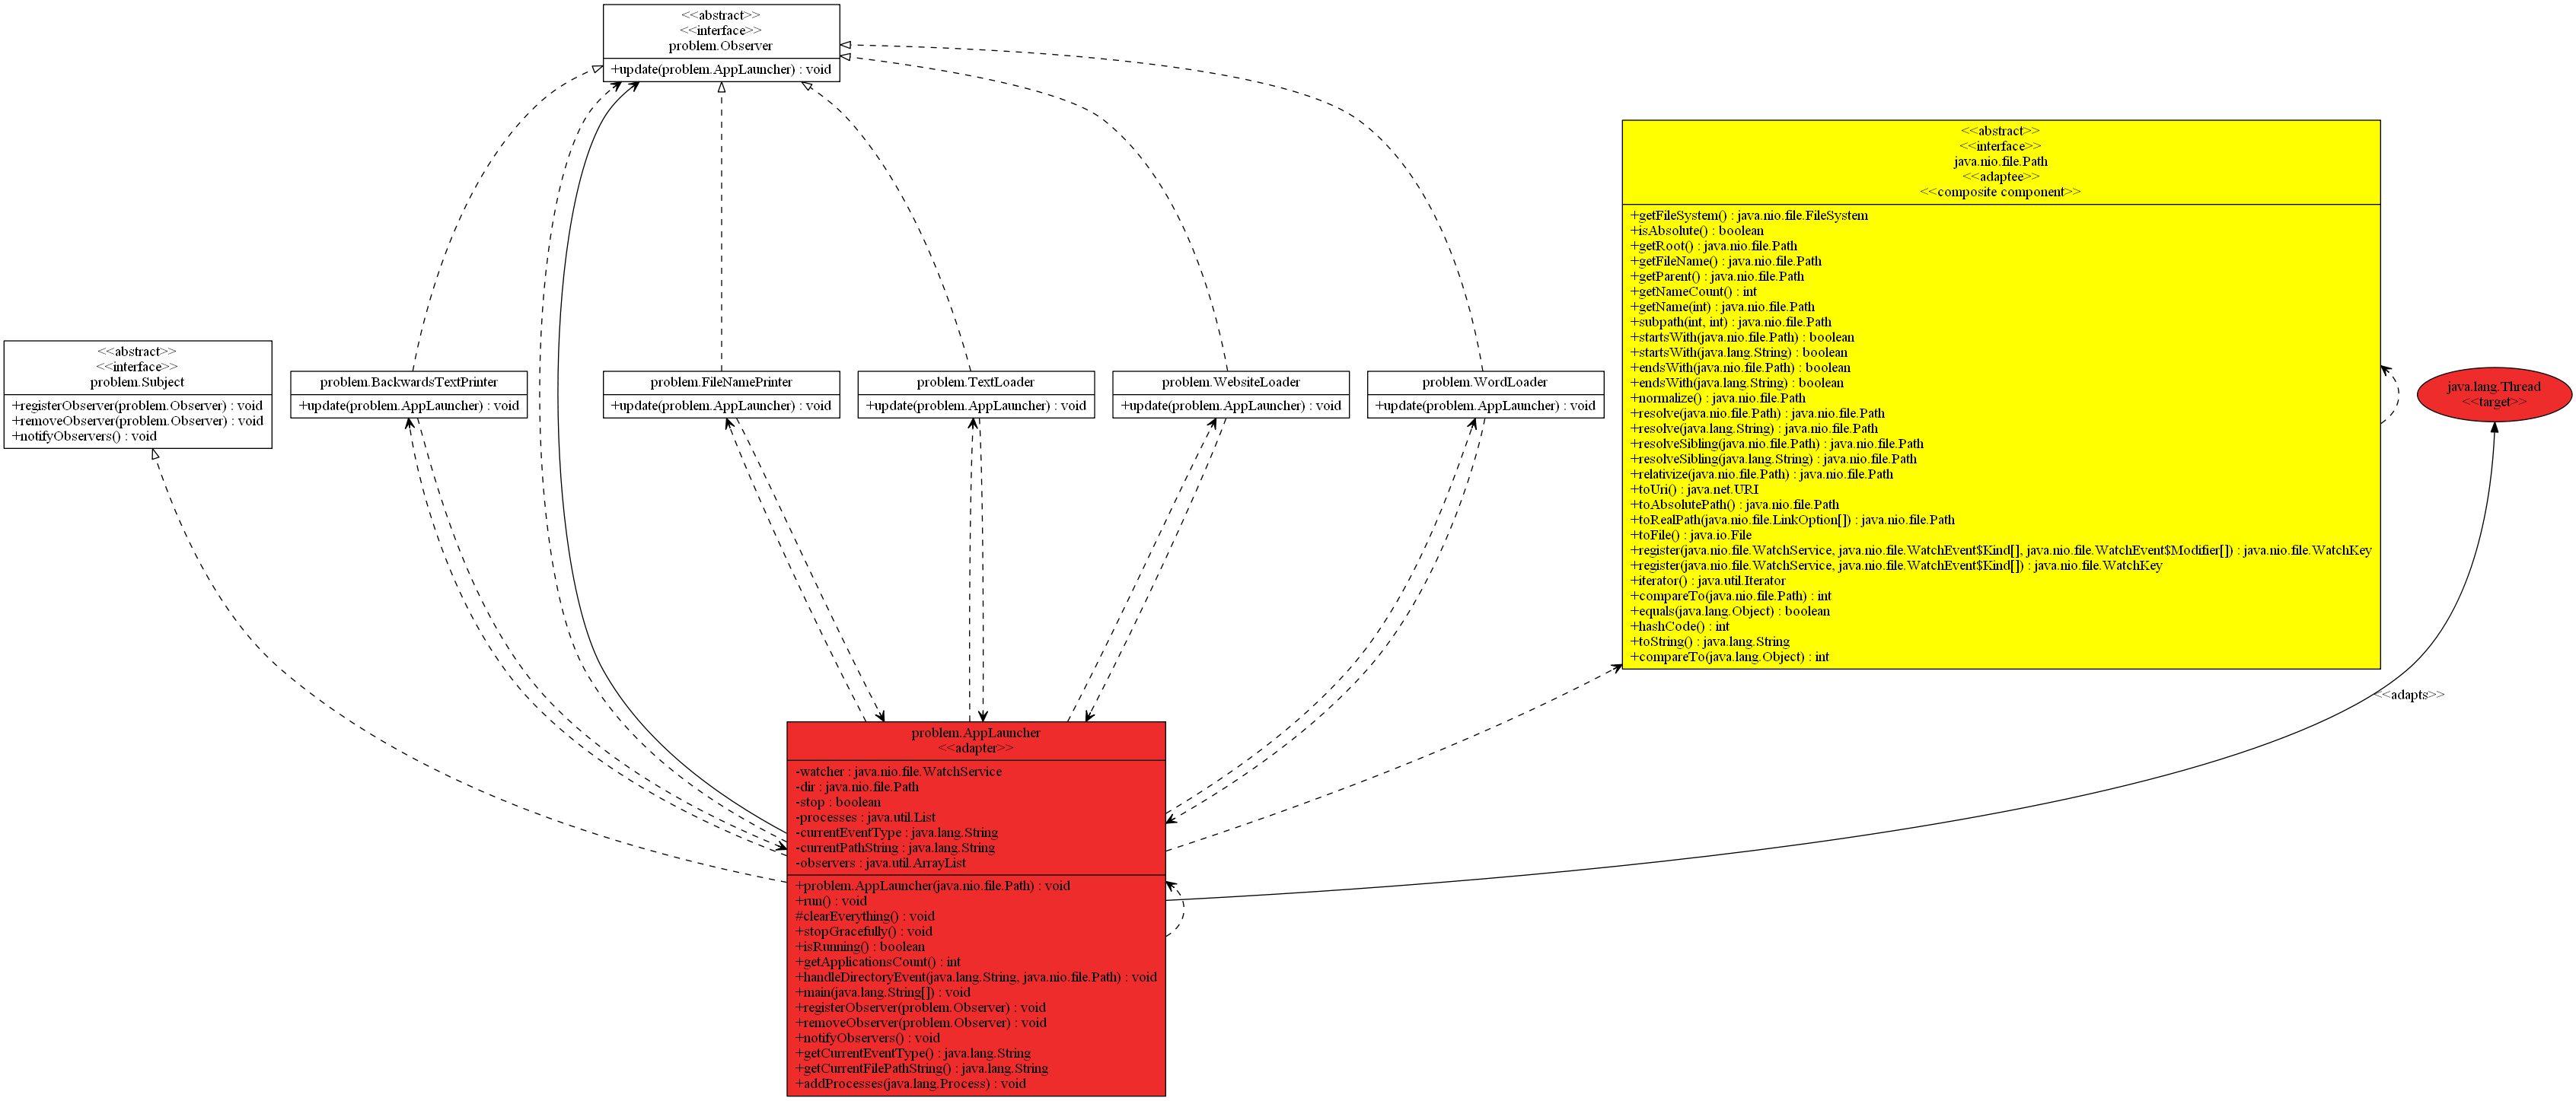 <<abstract>>
<<interface>>
problem.Observer
+update(problem.AppLauncher) : void
<<abstract>>
<<interface>>
java.nio.file.Path
<<adaptee>>
<<composite component>>
+getFileSystem() : java.nio.file.FileSystem
+isAbsolute() : boolean
+getRoot() : java.nio.file.Path
+getFileName() : java.nio.file.Path
+getParent() : java.nio.file.Path
+getNameCount() : int
+getName(int) : java.nio.file.Path
+subpath(int, int) : java.nio.file.Path
+startsWith(java.nio.file.Path) : boolean
+startsWith(java.lang.String) : boolean
+endsWith(java.nio.file.Path) : boolean
+endsWith(java.lang.String) : boolean
+normalize() : java.nio.file.Path
+resolve(java.nio.file.Path) : java.nio.file.Path
+resolve(java.lang.String) : java.nio.file.Path
+resolveSibling(java.nio.file.Path) : java.nio.file.Path
+resolveSibling(java.lang.String) : java.nio.file.Path
+relativize(java.nio.file.Path) : java.nio.file.Path
+toUri() : java.net.URI
+toAbsolutePath() : java.nio.file.Path
+toRealPath(java.nio.file.LinkOption[]) : java.nio.file.Path
+toFile() : java.io.File
+register(java.nio.file.WatchService, java.nio.file.WatchEvent$Kind[], java.nio.file.WatchEvent$Modifier[]) : java.nio.file.WatchKey
+register(java.nio.file.WatchService, java.nio.file.WatchEvent$Kind[]) : java.nio.file.WatchKey
+iterator() : java.util.Iterator
+compareTo(java.nio.file.Path) : int
+equals(java.lang.Object) : boolean
+hashCode() : int
+toString() : java.lang.String
+compareTo(java.lang.Object) : int
<<abstract>>
<<interface>>
problem.Subject
+registerObserver(problem.Observer) : void
+removeObserver(problem.Observer) : void
+notifyObservers() : void
problem.BackwardsTextPrinter
+update(problem.AppLauncher) : void
problem.FileNamePrinter
+update(problem.AppLauncher) : void
problem.TextLoader
+update(problem.AppLauncher) : void
problem.WebsiteLoader
+update(problem.AppLauncher) : void
problem.WordLoader
+update(problem.AppLauncher) : void
java.lang.Thread
<<target>>
<<adapts>>
problem.AppLauncher
<<adapter>>
-watcher : java.nio.file.WatchService
-dir : java.nio.file.Path
-stop : boolean
-processes : java.util.List
-currentEventType : java.lang.String
-currentPathString : java.lang.String
-observers : java.util.ArrayList
+problem.AppLauncher(java.nio.file.Path) : void
+run() : void
#clearEverything() : void
+stopGracefully() : void
+isRunning() : boolean
+getApplicationsCount() : int
+handleDirectoryEvent(java.lang.String, java.nio.file.Path) : void
+main(java.lang.String[]) : void
+registerObserver(problem.Observer) : void
+removeObserver(problem.Observer) : void
+notifyObservers() : void
+getCurrentEventType() : java.lang.String
+getCurrentFilePathString() : java.lang.String
+addProcesses(java.lang.Process) : void